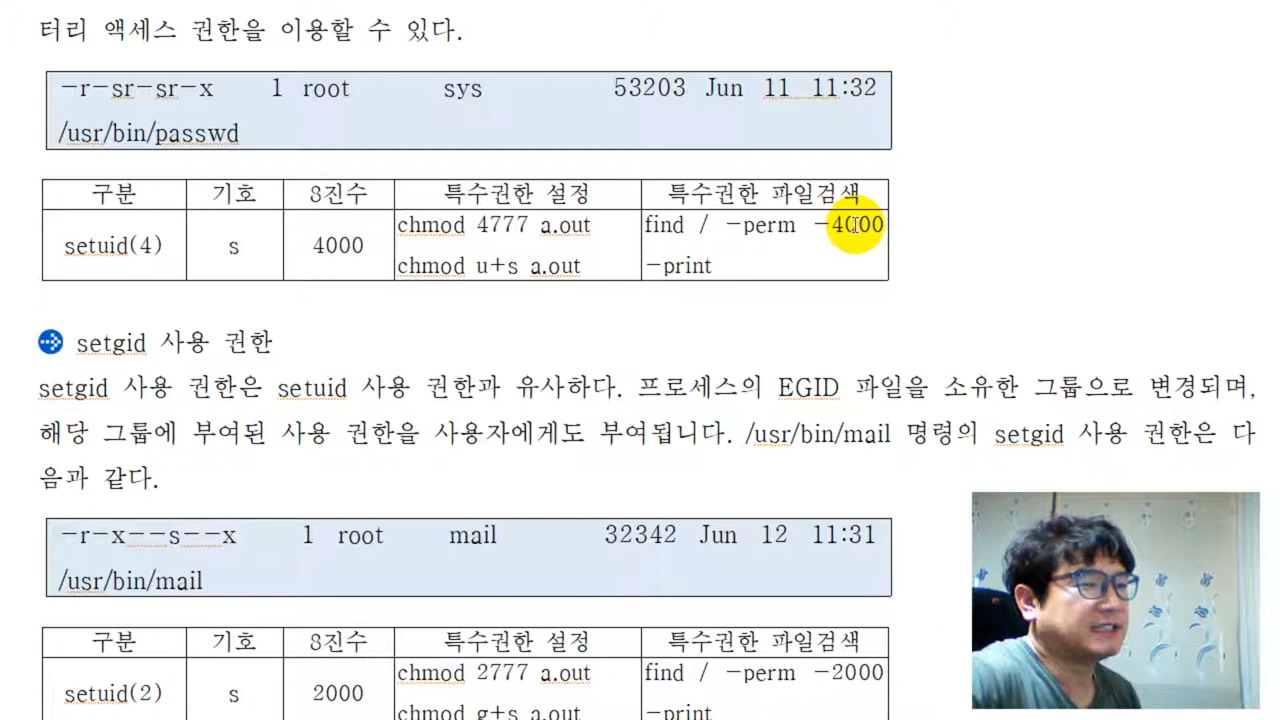 터리 액세스 권한을 이용할 수 있다.
-r-sr-sr-x 1 root sys 53203 Jun 11 11:32
/usr/bin/passwd
구분 기호 8진수 특수권한 설정 특수권한 파일검색
setuid(4) s 4000 chmod 4777 a.out find / -perm -4000
chmod u+s a.out -print
setgid 사용 권한
setgid 사용 권한은 setuid 사용 권한과 유사하다. 프로세스의 EGID 파일을 소유한 그룹으로 변경되며,
해당 그룹에 부여된 사용 권한을 사용자에게도 부여됩니다. /usr/bin/mail 명령의 setgid 사용 권한은 다
음과 같다.
-r-x--s--x 1 root mail 32342 Jun 12 11:31
/usr/bin/mail
구분 기호 8진수 특수권한 설정 특수권한 파일검색
setuid(2) s 2000 chmod 2777 a.out find / -perm -2000
chmod g+s a.out -print